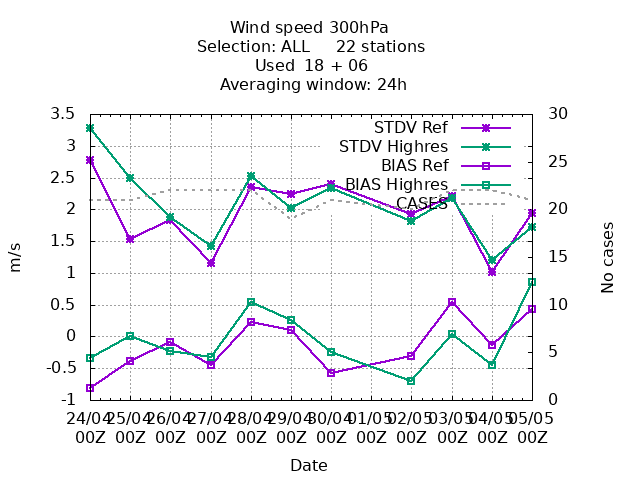 Wind speed 300hPa
Selection: ALL     22 stations
Used  18 + 06
Averaging window: 24h
3.5
3
2.5
2
1.5
1
0.5
0
-0.5
-1
m/s
30
25
20
15
10
5
0
No cases
STDV Ref
STDV Highres
BIAS Ref
BIAS Highres
CASES
24/04 25/04 26/04 27/04 28/04 29/04 30/04 01/05 02/05 03/05 04/05 05/05
00Z 00Z 00Z 00Z 00Z 00Z 00Z 00Z 00Z 00Z 00Z 00Z
Date